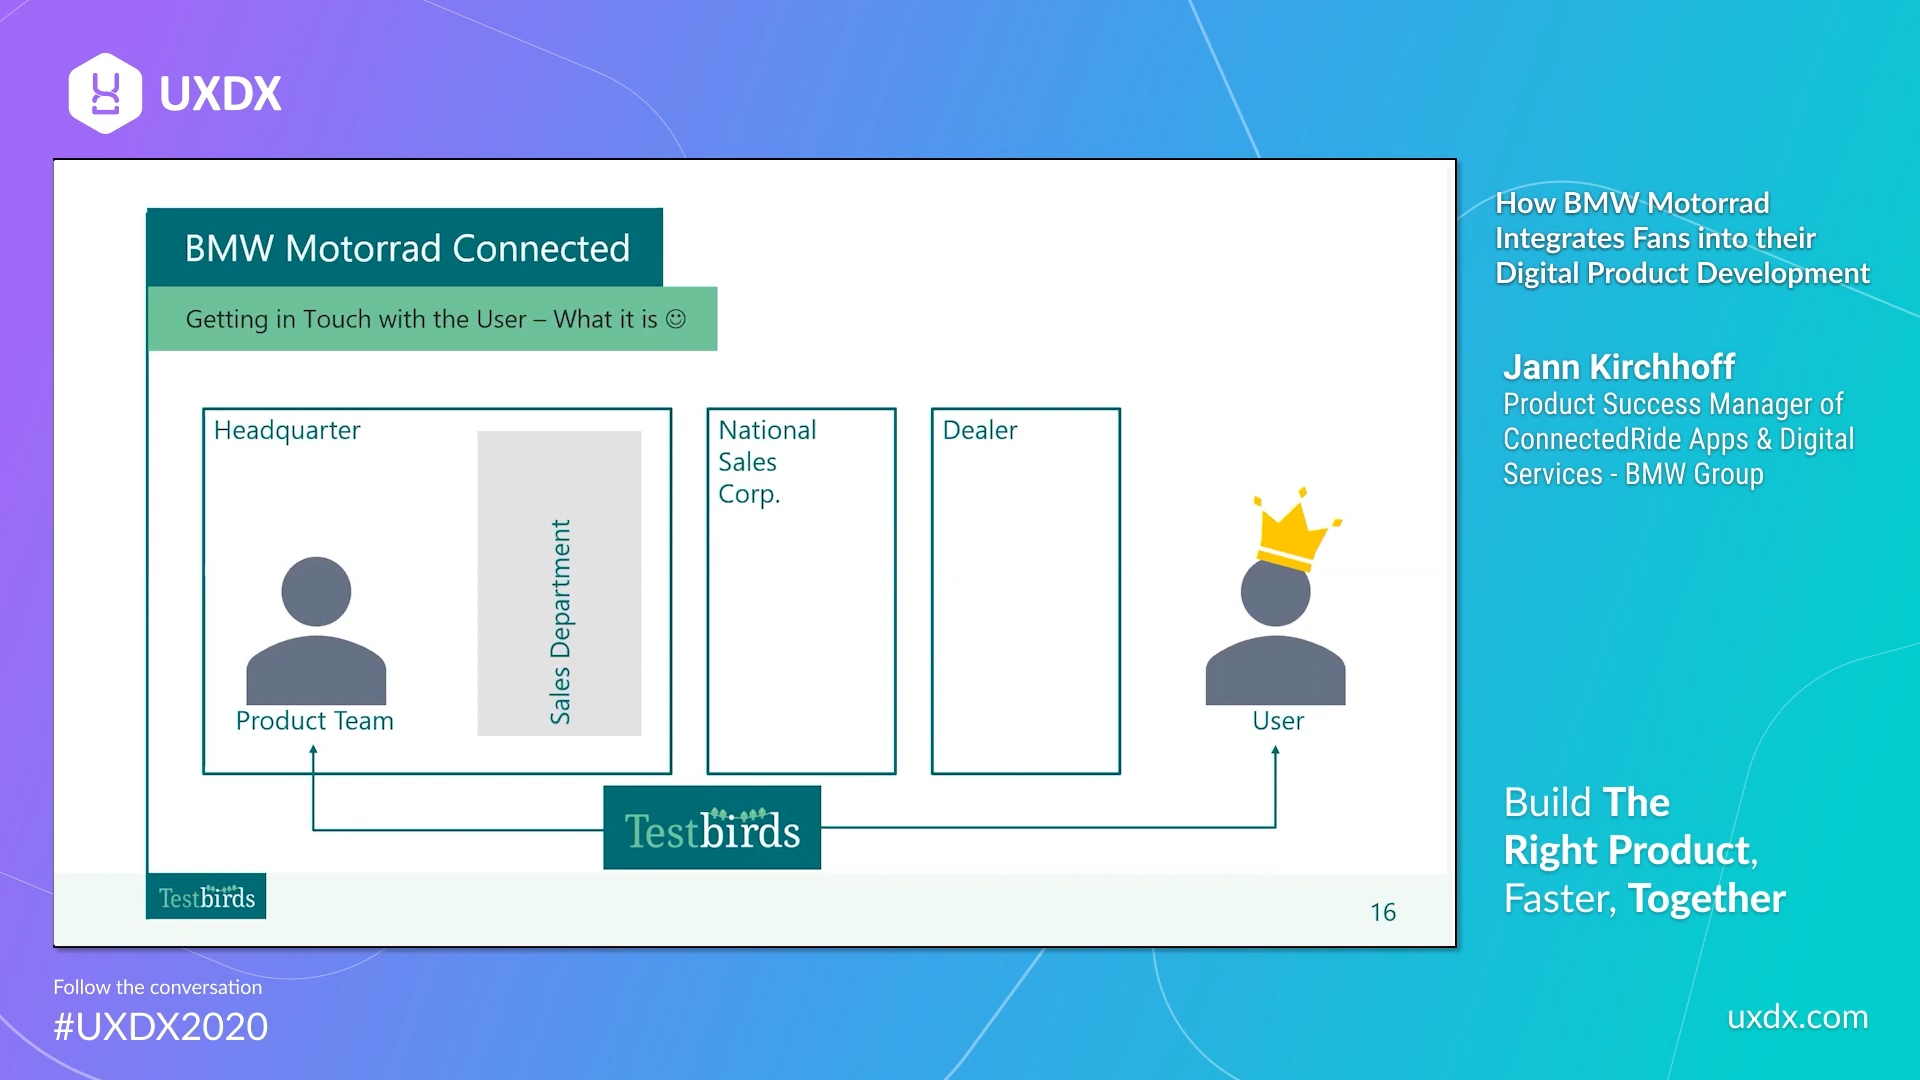 UXDX
BMW Motorrad Connected
Getting in Touch with the User – What it is ☺
Headquarter
Sales Department
Product Team
National
Sales
Corp.
Dealer
User
Testbirds
Testbirds
16
How BMW Motorrad
Integrates Fans into their
Digital Product Development
Jann Kirchhoff
Product Success Manager of
ConnectedRide Apps & Digital
Services - BMW Group
Build The
Right Product,
Faster, Together
Follow the conversation
#UXDX2020
uxdx.com